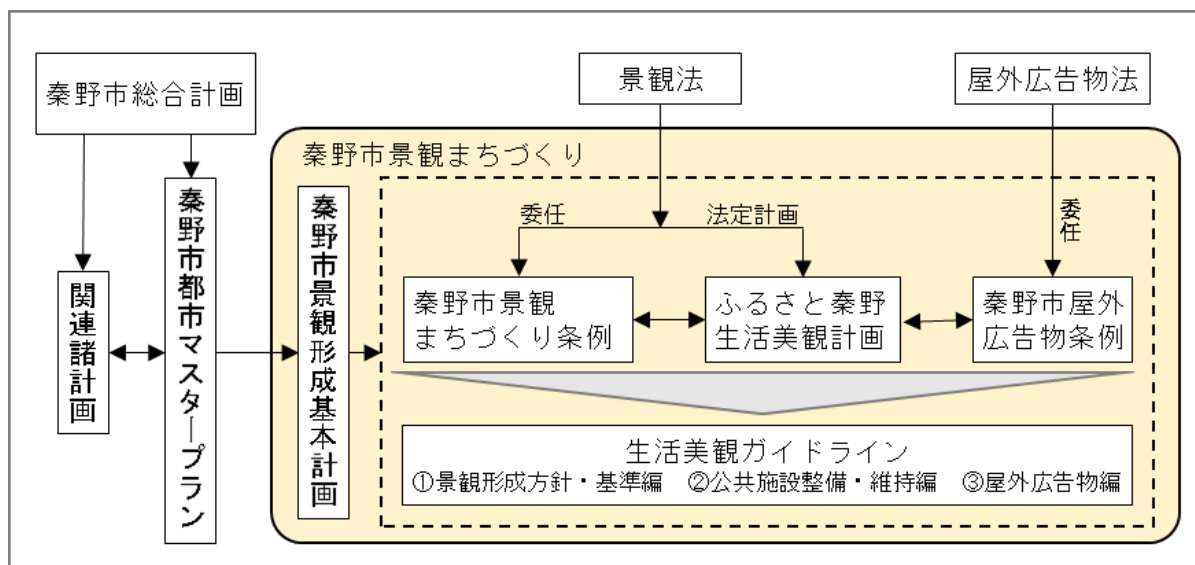 秦野市総合計画
景観法
屋外広告物法
秦野市景観まちづくり
関連諸計画
秦野市都市マスタープラン
秦野市景観形成基本計画
委任
法定計画
委任
秦野市景観
まちづくり条例
ふるさと秦野
生活美観計画
秦野市屋外
広告物条例
生活美観ガイドライン
①景観形成方針・基準編 ②公共施設整備・維持編 ③屋外広告物編